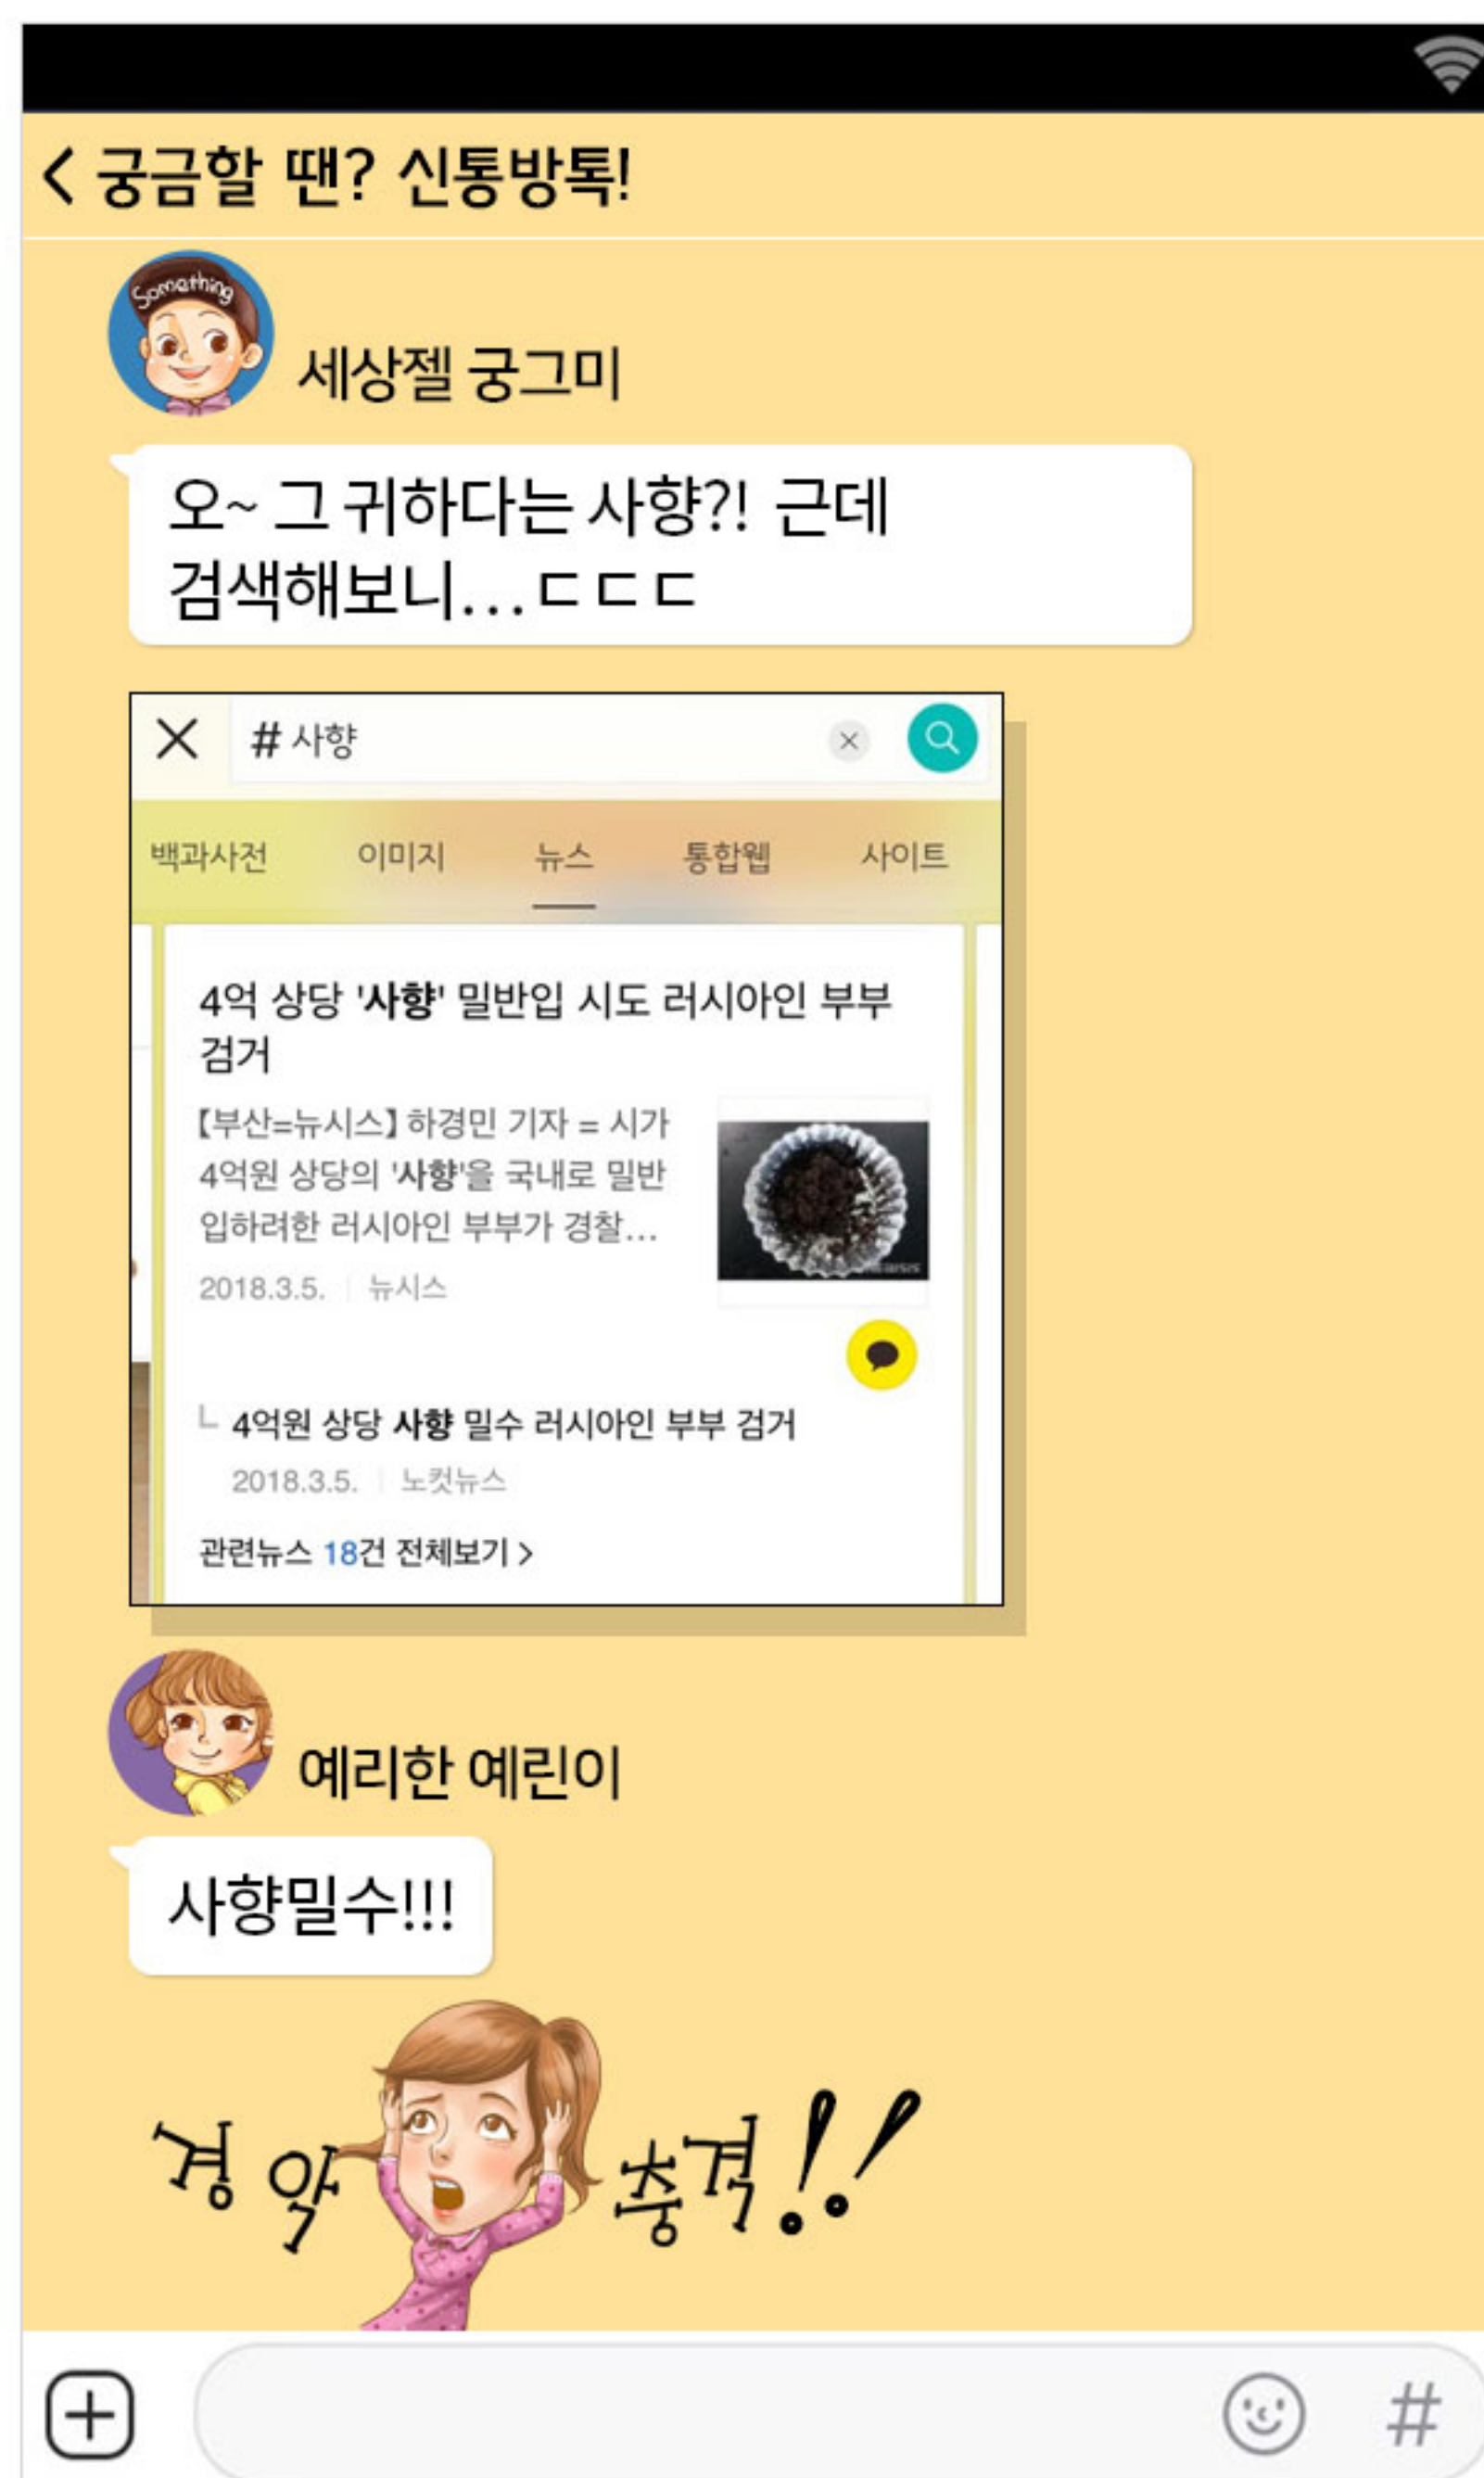 궁금할 땐? 신통방톡!
Something
세상젤 궁그미
오~ 그 귀하다는 사향?! 근데
검색해보니...ㄷㄷㄷ
# 사향
백과사전 이미지 뉴스 통합웹 사이트
4억 상당 '사향' 밀반입 시도 러시아인 부부
검거
【부산=뉴시스】 하경민 기자 = 시가
4억원 상당의 '사향'을 국내로 밀반
입하려한 러시아인 부부가 경찰...
2018.3.5. | 뉴시스
NEWSIS
ㄴ 4억원 상당 사향 밀수 러시아인 부부 검거
2018.3.5. | 노컷뉴스
관련뉴스 18건 전체보기 >
예리한 예린이
사향밀수!!!
경악 충격!!
#